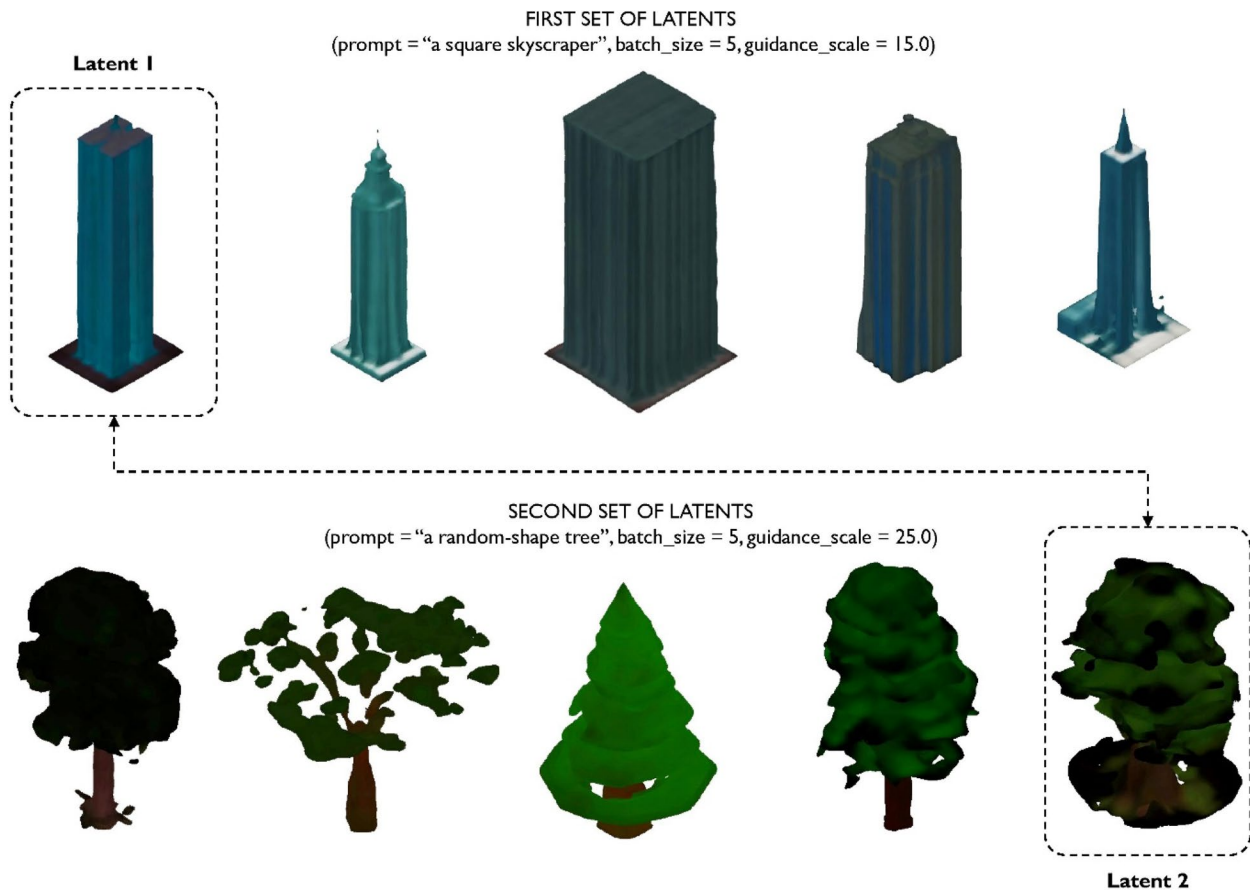 FIRST SET OF LATENTS
(prompt = “a square skyscraper”, batch_size = 5, guidance_scale = 15.0)
Latent 1
SECOND SET OF LATENTS
(prompt = “a random-shape tree”, batch_size = 5, guidance_scale = 25.0)
Latent 2